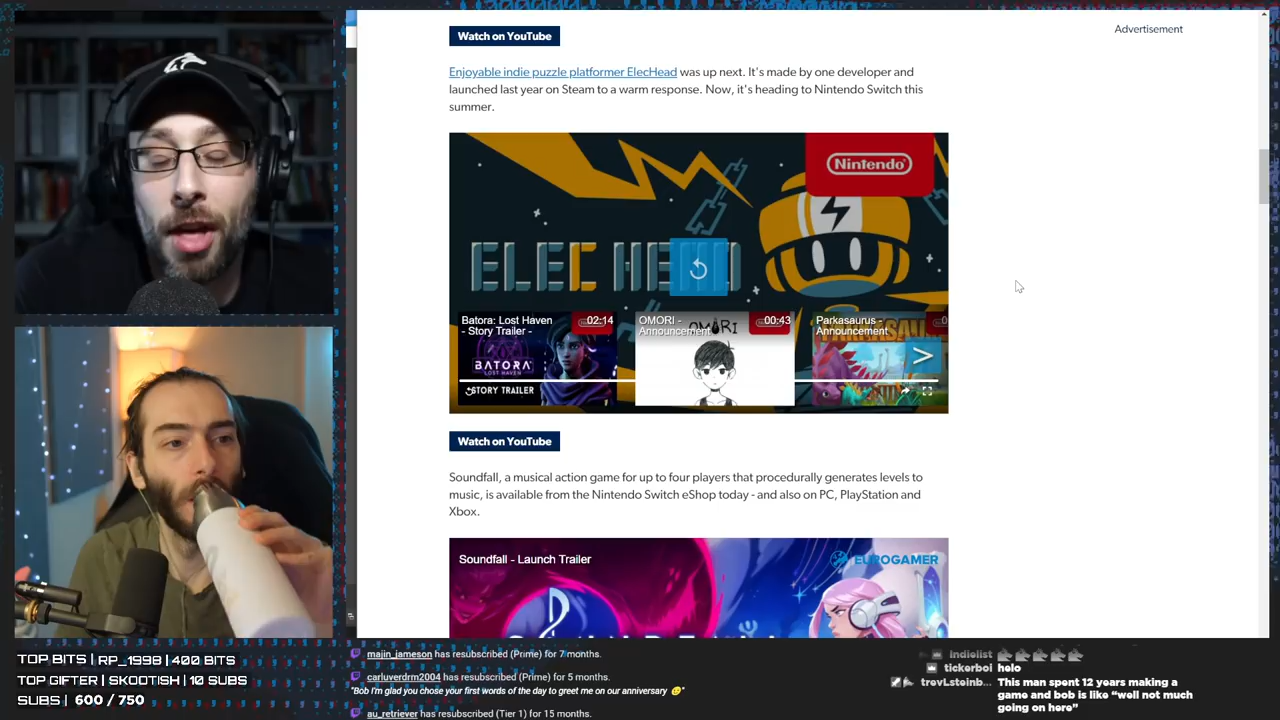 Watch on YouTube
Advertisement
Enjoyable indie puzzle platformer ElecHead was up next. It's made by one developer and
launched last year on Steam to a warm response. Now, it's heading to Nintendo Switch this
summer.
Nintendo
ELEC HE D
Batora: Lost Haven
- Story Trailer -
02:14
OMORI -
Announcement
00:43
Parkasaurus -
Announcement
0
OMORI
BATORA
LOST HAVEN
STORY TRAILER
Watch on YouTube
Soundfall, a musical action game for up to four players that procedurally generates levels to
music, is available from the Nintendo Switch eShop today - and also on PC, PlayStation and
Xbox.
Soundfall - Launch Trailer
EUROGAMER
TOP BITS | RP_1998 | 400 BITS
TOP GIFTER | SKOOTISH | 10 SUBS
SUBS | 600 / 750
majin_jameson has resubscribed (Prime) for 7 months.
carluverdrm2004 has resubscribed (Prime) for 5 months.
"Bob I'm glad you chose your first words of the day to greet me on our anniversary 🙂"
au_retriever has resubscribed (Tier 1) for 15 months.
indielist
tickerboi helo
trevLsteinb... This man spent 12 years making a
game and bob is like “well not much
going on here”